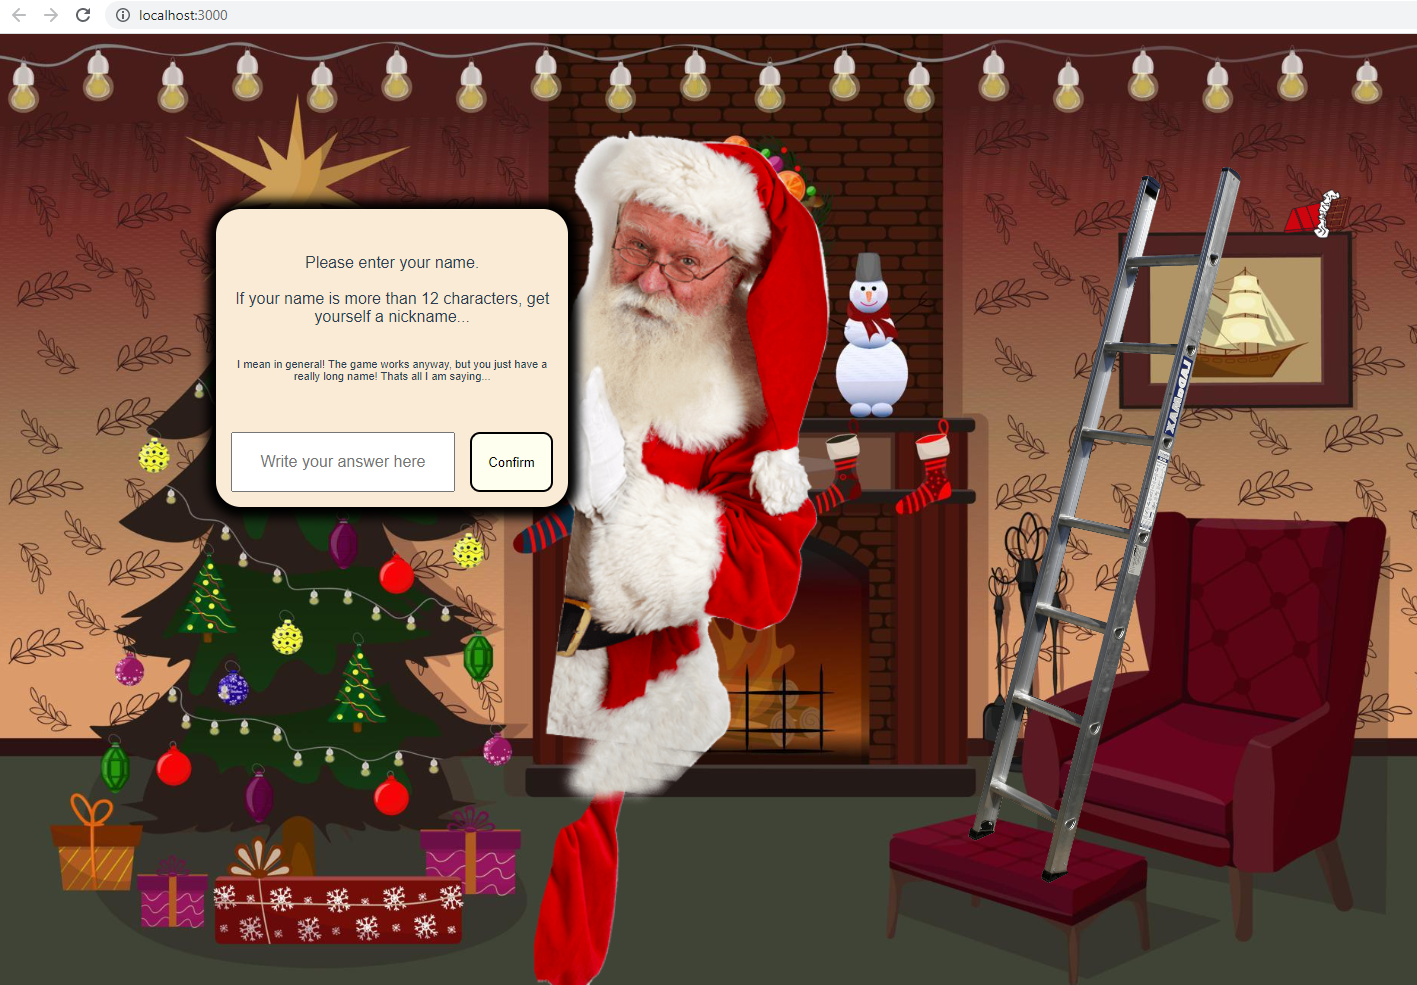 localhost:3000
Please enter your name.
If your name is more than 12 characters, get
yourself a nickname...
I mean in general! The game works anyway, but you just have a
really long name! Thats all I am saying...
Write your answer here
Confirm